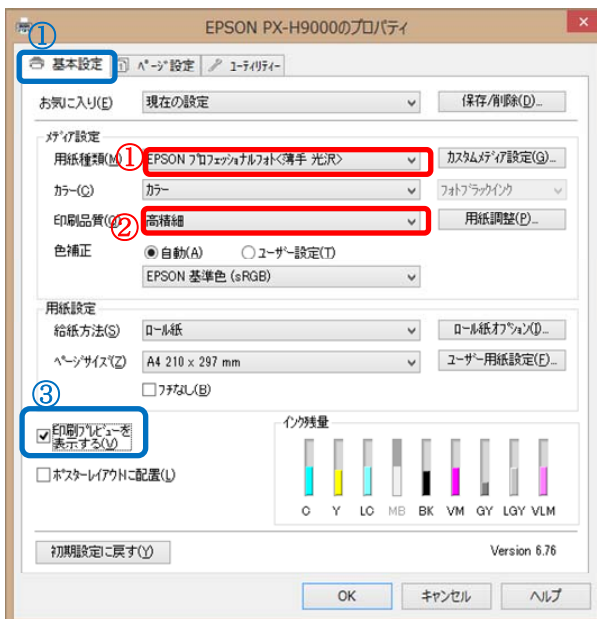 EPSON PX-H9000のプロパティ
①
基本設定 ページ設定 ユーティリティー
お気に入り(E) 現在の設定 保存/削除(D)...
メディア設定
用紙種類(M) ① EPSON プロフェッショナルフォト<薄手 光沢> カスタムメディア設定(G)...
カラー(C) カラー フォトブラックインク
印刷品質(Q) ② 高精細 用紙調整(P)...
色補正 自動(A) ユーザー設定(T)
EPSON 基準色 (sRGB)
用紙設定
給紙方法(S) ロール紙 ロール紙オプション(I)...
ページサイズ(Z) A4 210 x 297 mm ユーザー用紙設定(F)...
フチなし(B)
③
印刷プレビューを
表示する(V)
ポスターレイアウトに配置(L)
インク残量
C Y LC MB BK VM GY LGY VLM
初期設定に戻す(Y) Version 6.76
OK キャンセル ヘルプ